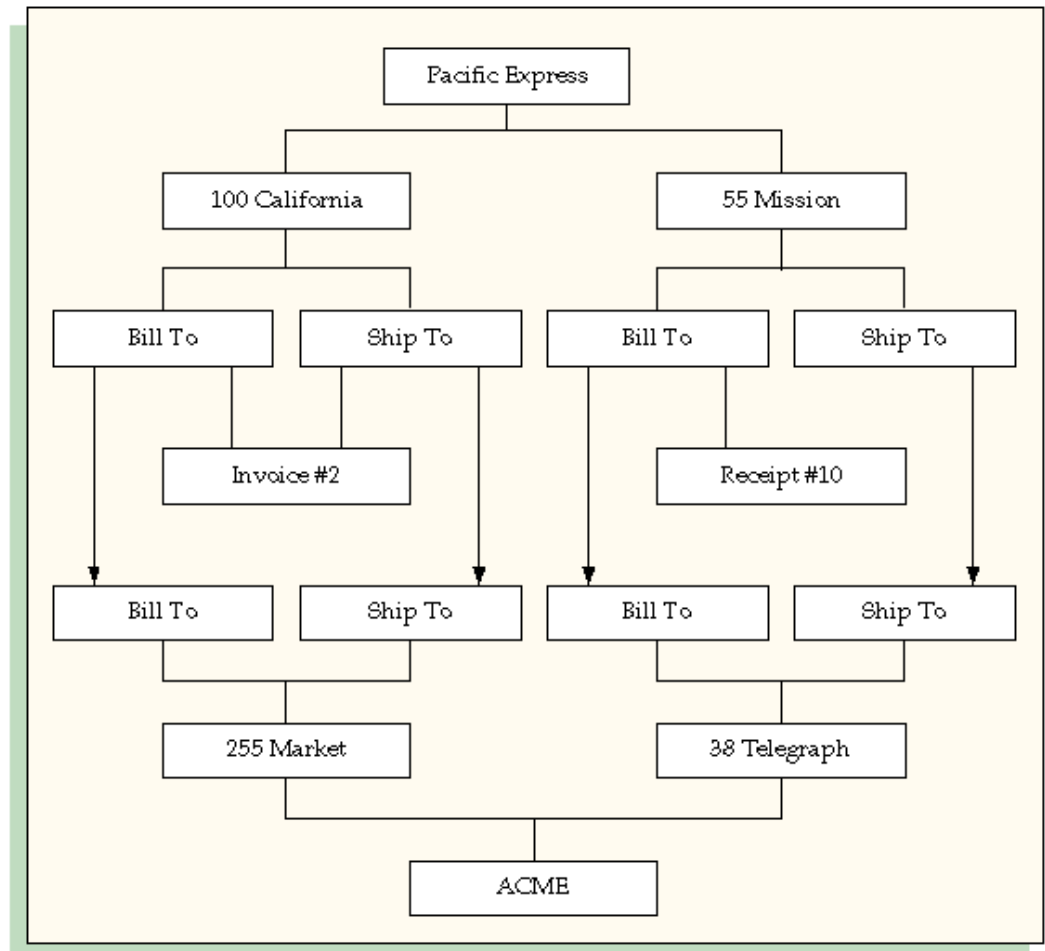 Pacific Express
100 California
55 Mission
Bill To
Ship To
Bill To
Ship To
Invoice #2
Receipt #10
Bill To
Ship To
Bill To
Ship To
255 Market
38 Telegraph
ACME